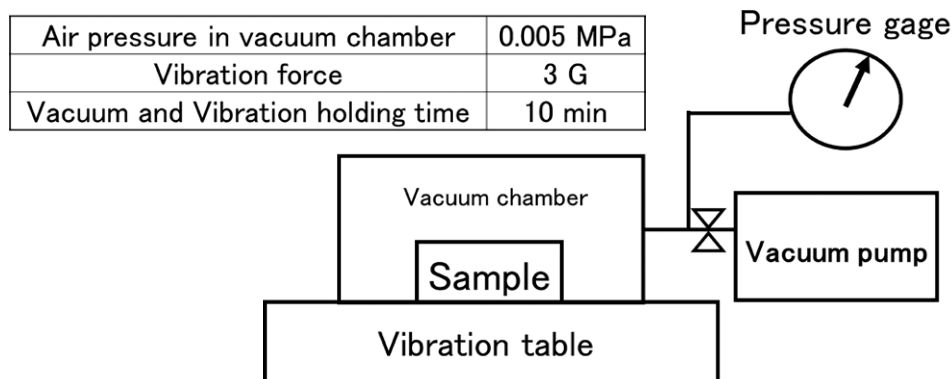 Air pressure in vacuum chamber 0.005 MPa
Vibration force 3 G
Vacuum and Vibration holding time 10 min
Pressure gage
Vacuum chamber
Sample
Vacuum pump
Vibration table